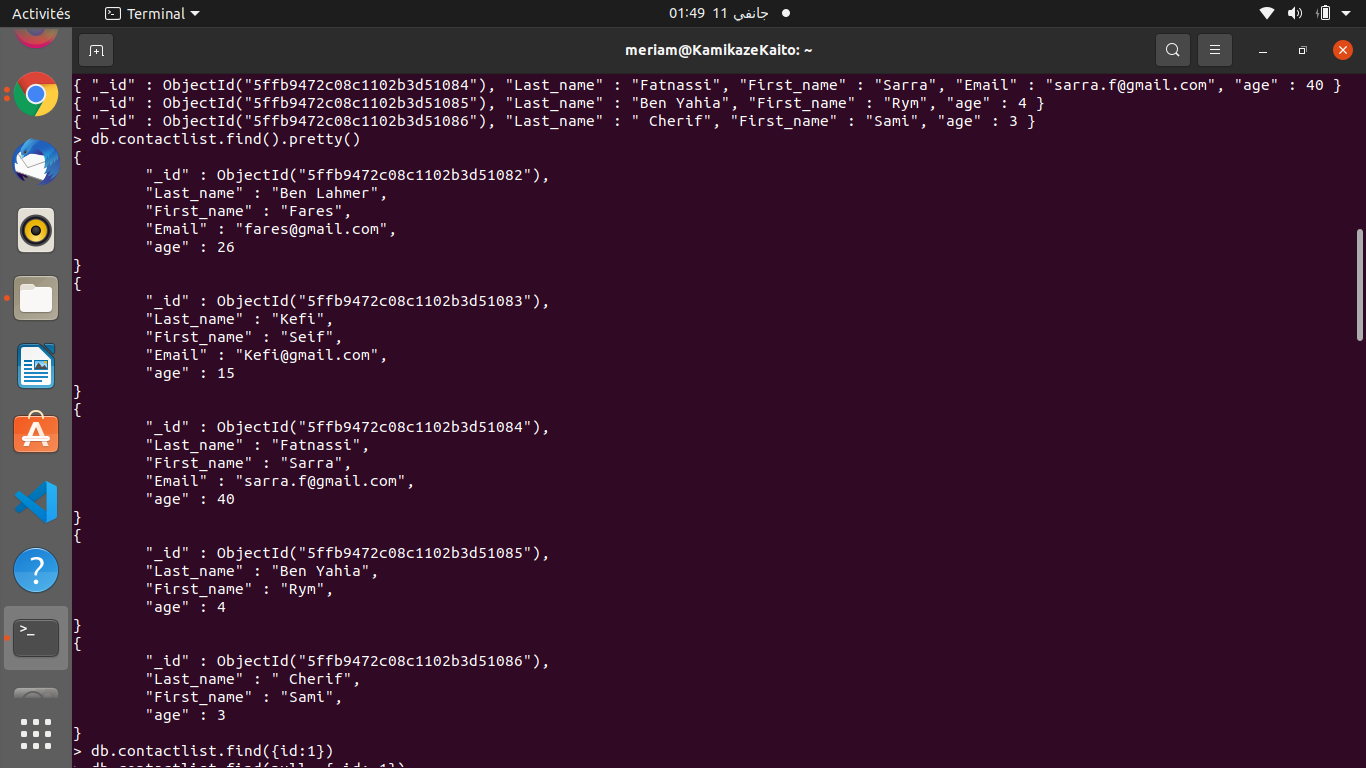 Activités Terminal 01:49 11 جانفي
meriam@KamikazeKaito: ~
{ "_id" : ObjectId("5ffb9472c08c1102b3d51084"), "Last_name" : "Fatnassi", "First_name" : "Sarra", "Email" : "sarra.f@gmail.com", "age" : 40 }
{ "_id" : ObjectId("5ffb9472c08c1102b3d51085"), "Last_name" : "Ben Yahia", "First_name" : "Rym", "age" : 4 }
{ "_id" : ObjectId("5ffb9472c08c1102b3d51086"), "Last_name" : " Cherif", "First_name" : "Sami", "age" : 3 }
> db.contactlist.find().pretty()
{
"_id" : ObjectId("5ffb9472c08c1102b3d51082"),
"Last_name" : "Ben Lahmer",
"First_name" : "Fares",
"Email" : "fares@gmail.com",
"age" : 26
}
{
"_id" : ObjectId("5ffb9472c08c1102b3d51083"),
"Last_name" : "Kefi",
"First_name" : "Seif",
"Email" : "Kefi@gmail.com",
"age" : 15
}
{
"_id" : ObjectId("5ffb9472c08c1102b3d51084"),
"Last_name" : "Fatnassi",
"First_name" : "Sarra",
"Email" : "sarra.f@gmail.com",
"age" : 40
}
{
"_id" : ObjectId("5ffb9472c08c1102b3d51085"),
"Last_name" : "Ben Yahia",
"First_name" : "Rym",
"age" : 4
}
{
"_id" : ObjectId("5ffb9472c08c1102b3d51086"),
"Last_name" : " Cherif",
"First_name" : "Sami",
"age" : 3
}
> db.contactlist.find({id:1})
> db.contactlist.find(null, {